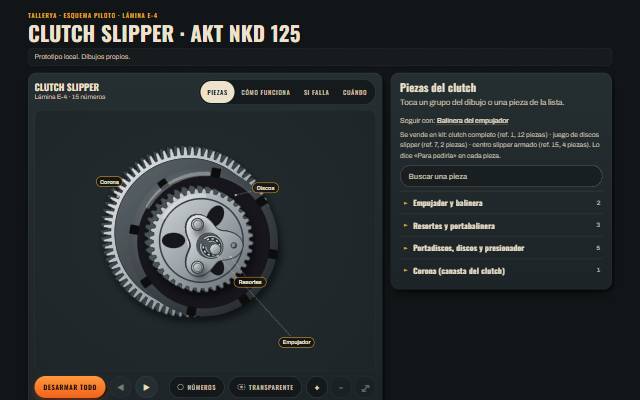 TALLERYA · ESQUEMA PILOTO · LÁMINA E-4
CLUTCH SLIPPER · AKT NKD 125
Prototipo local. Dibujos propios.
CLUTCH SLIPPER
Lámina E-4 · 15 números
PIEZAS
CÓMO FUNCIONA
SI FALLA
CUÁNDO
Corona
Discos
Resortes
Empujador
DESARMAR TODO
NÚMEROS
TRANSPARENTE
+
−
Piezas del clutch
Toca un grupo del dibujo o una pieza de la lista.
Seguir con: Balinera del empujador
Se vende en kit: clutch completo (ref. 1, 12 piezas) · juego de discos
slipper (ref. 7, 2 piezas) · centro slipper armado (ref. 15, 4 piezas). Lo
dice «Para pedirla» en cada pieza.
Buscar una pieza
Empujador y balinera 2
Resortes y portabalinera 3
Portadiscos, discos y presionador 5
Corona (canasta del clutch) 1